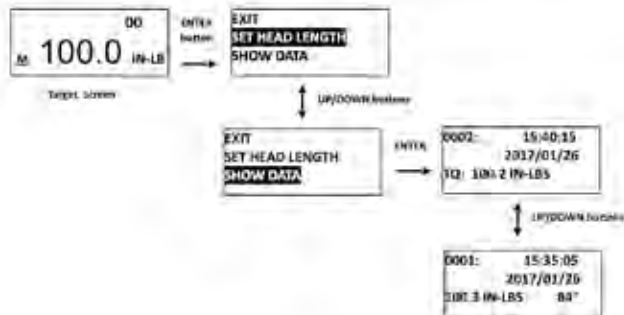 00
M 100.0 IN-LB
Target Screen
ENTER
button
EXIT
SET HEAD LENGTH
SHOW DATA
UP/DOWN buttons
EXIT
SET HEAD LENGTH
SHOW DATA
ENTER
0002: 15:40:15
2017/01/26
TQ: 100.2 IN-LBS
UP/DOWN buttons
0001: 15:35:05
2017/01/26
100.3 IN-LBS 84°